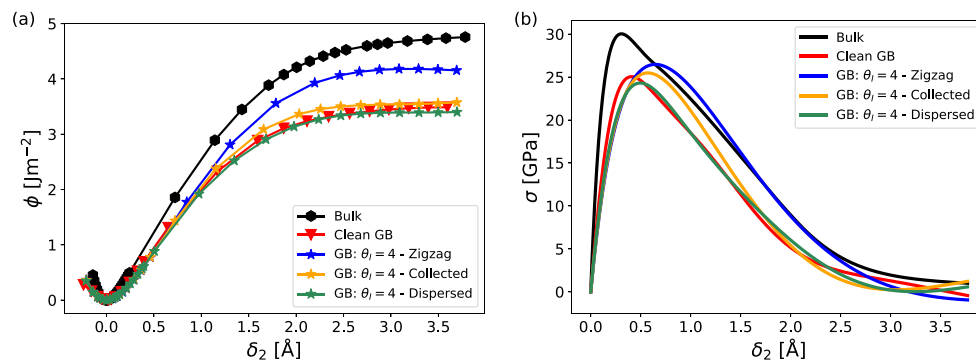 (a)
5
4
3
2
1
0
ϕ [Jm⁻²]
Bulk
Clean GB
GB: θ_I = 4 - Zigzag
GB: θ_I = 4 - Collected
GB: θ_I = 4 - Dispersed
0.0 0.5 1.0 1.5 2.0 2.5 3.0 3.5
δ₂ [Å]
(b)
30
25
20
15
10
5
0
σ [GPa]
Bulk
Clean GB
GB: θ_I = 4 - Zigzag
GB: θ_I = 4 - Collected
GB: θ_I = 4 - Dispersed
0.0 0.5 1.0 1.5 2.0 2.5 3.0 3.5
δ₂ [Å]